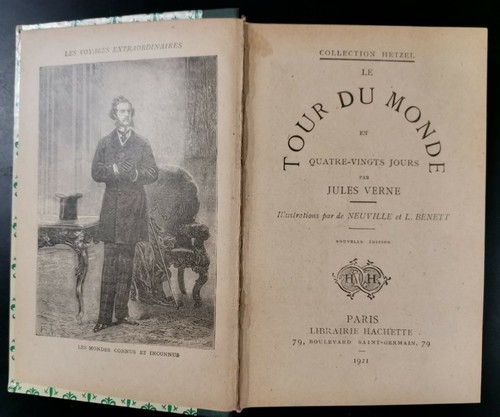 LES VOYAGES EXTRAORDINAIRES
LES MONDES CONNUS ET INCONNUS
COLLECTION HETZEL
LE
TOUR DU MONDE
EN
QUATRE-VINGTS JOURS
PAR
JULES VERNE
Illustrations par de NEUVILLE et L. BENETT
NOUVELLE ÉDITION
H H
PARIS
LIBRAIRIE HACHETTE
79, BOULEVARD SAINT-GERMAIN, 79
1921